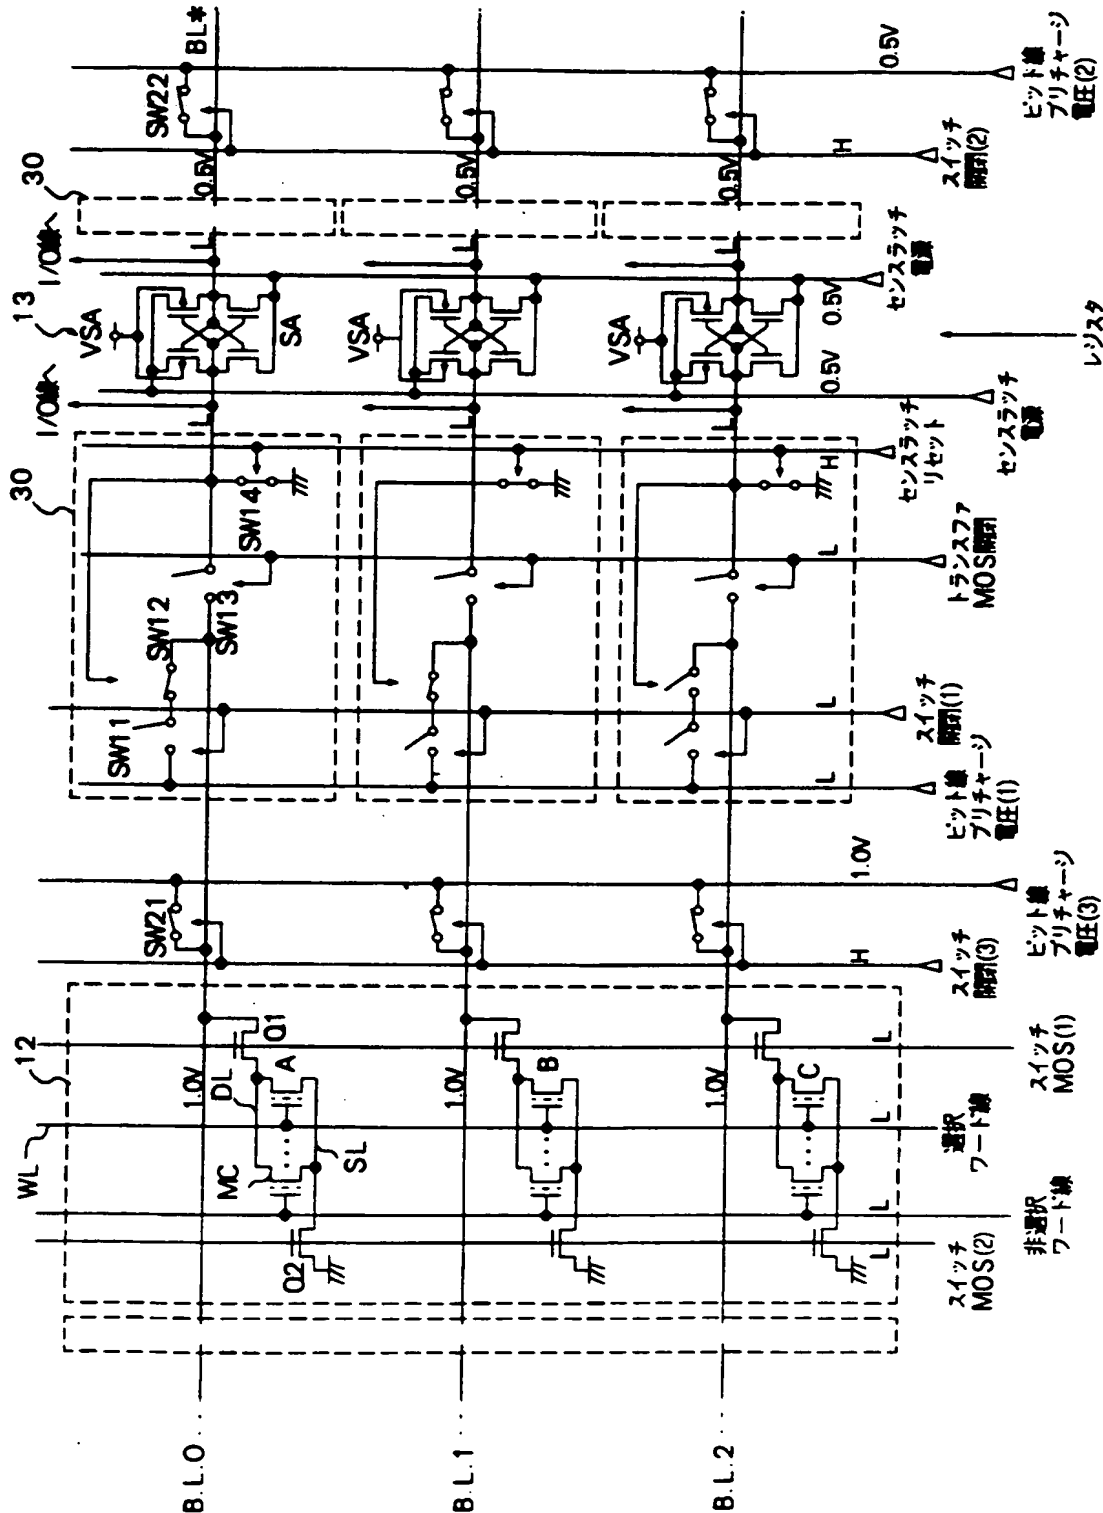 WL
12
30
13
30
B.L.0
1.0V
DL
MC
A
Q1
Q2
SL
SW21
SW11
SW12
SW13
SW14
I/O線へ
VSA
SA
I/O線へ
L
L
0.5V
SW22
BL*
B.L.1
1.0V
B
VSA
L
L
0.5V
B.L.2
1.0V
C
VSA
L
L
0.5V
L
L
L
L
H
1.0V
L
L
L
H
0.5V
0.5V
H
0.5V
スイッチ
MOS(2)
非選択
ワード線
選択
ワード線
スイッチ
MOS(1)
スイッチ
開閉(3)
ビット線
プリチャージ
電圧(3)
ビット線
プリチャージ
電圧(1)
スイッチ
開閉(1)
トランスファ
MOS開閉
センスラッチ
リセット
センスラッチ
電源
レジスタ
センスラッチ
電源
スイッチ
開閉(2)
ビット線
プリチャージ
電圧(2)